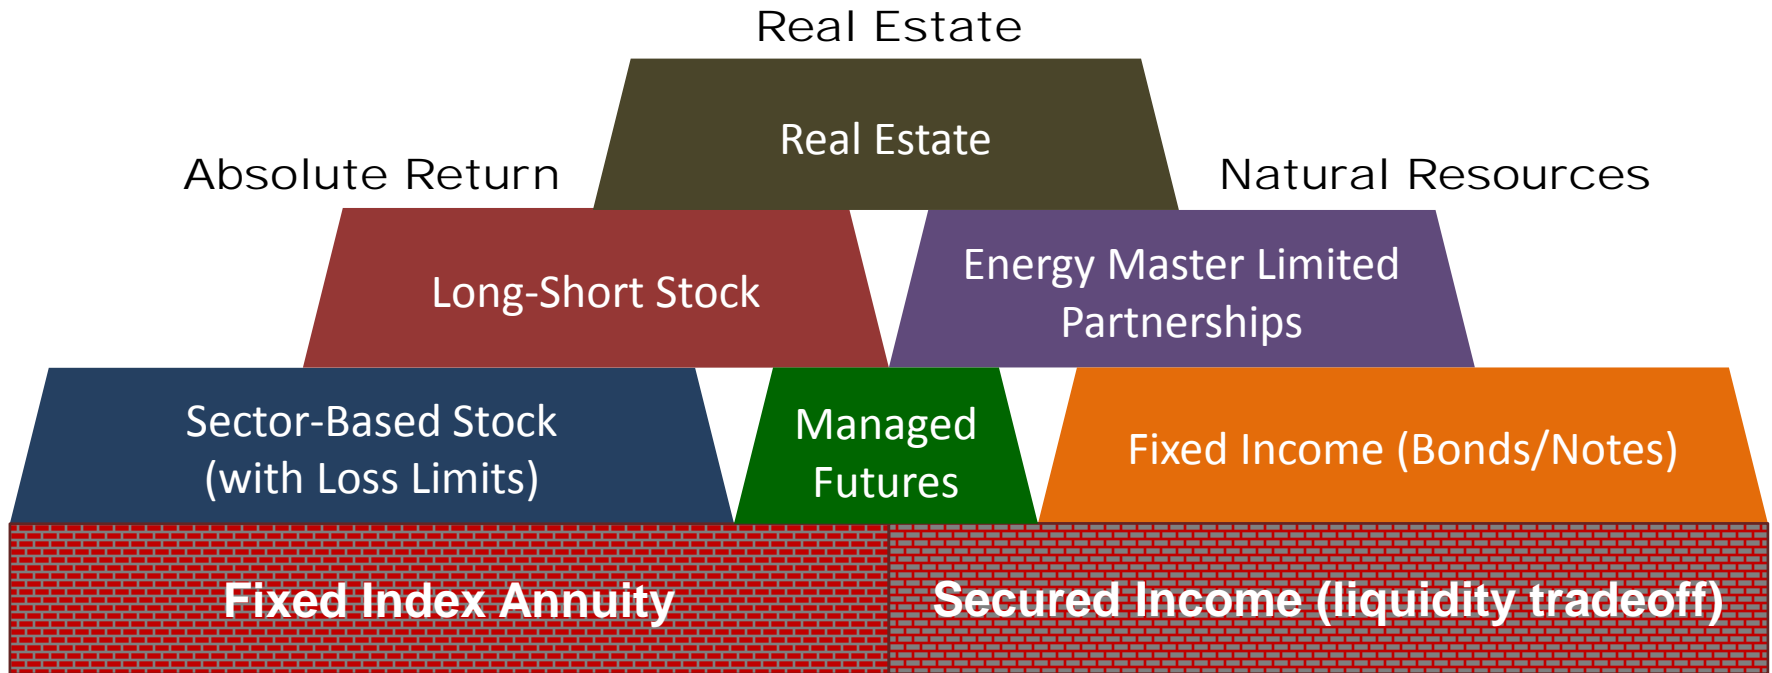 Real Estate
Real Estate
Absolute Return
Natural Resources
Long-Short Stock
Energy Master Limited
Partnerships
Sector-Based Stock
(with Loss Limits)
Managed
Futures
Fixed Income (Bonds/Notes)
Fixed Index Annuity
Secured Income (liquidity tradeoff)